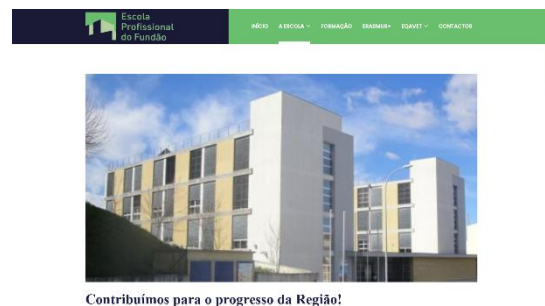 Escola
Profissional
do Fundão
INÍCIO A ESCOLA FORMAÇÃO ERASMUS+ EQAVET CONTACTOS
Contribuímos para o progresso da Região!